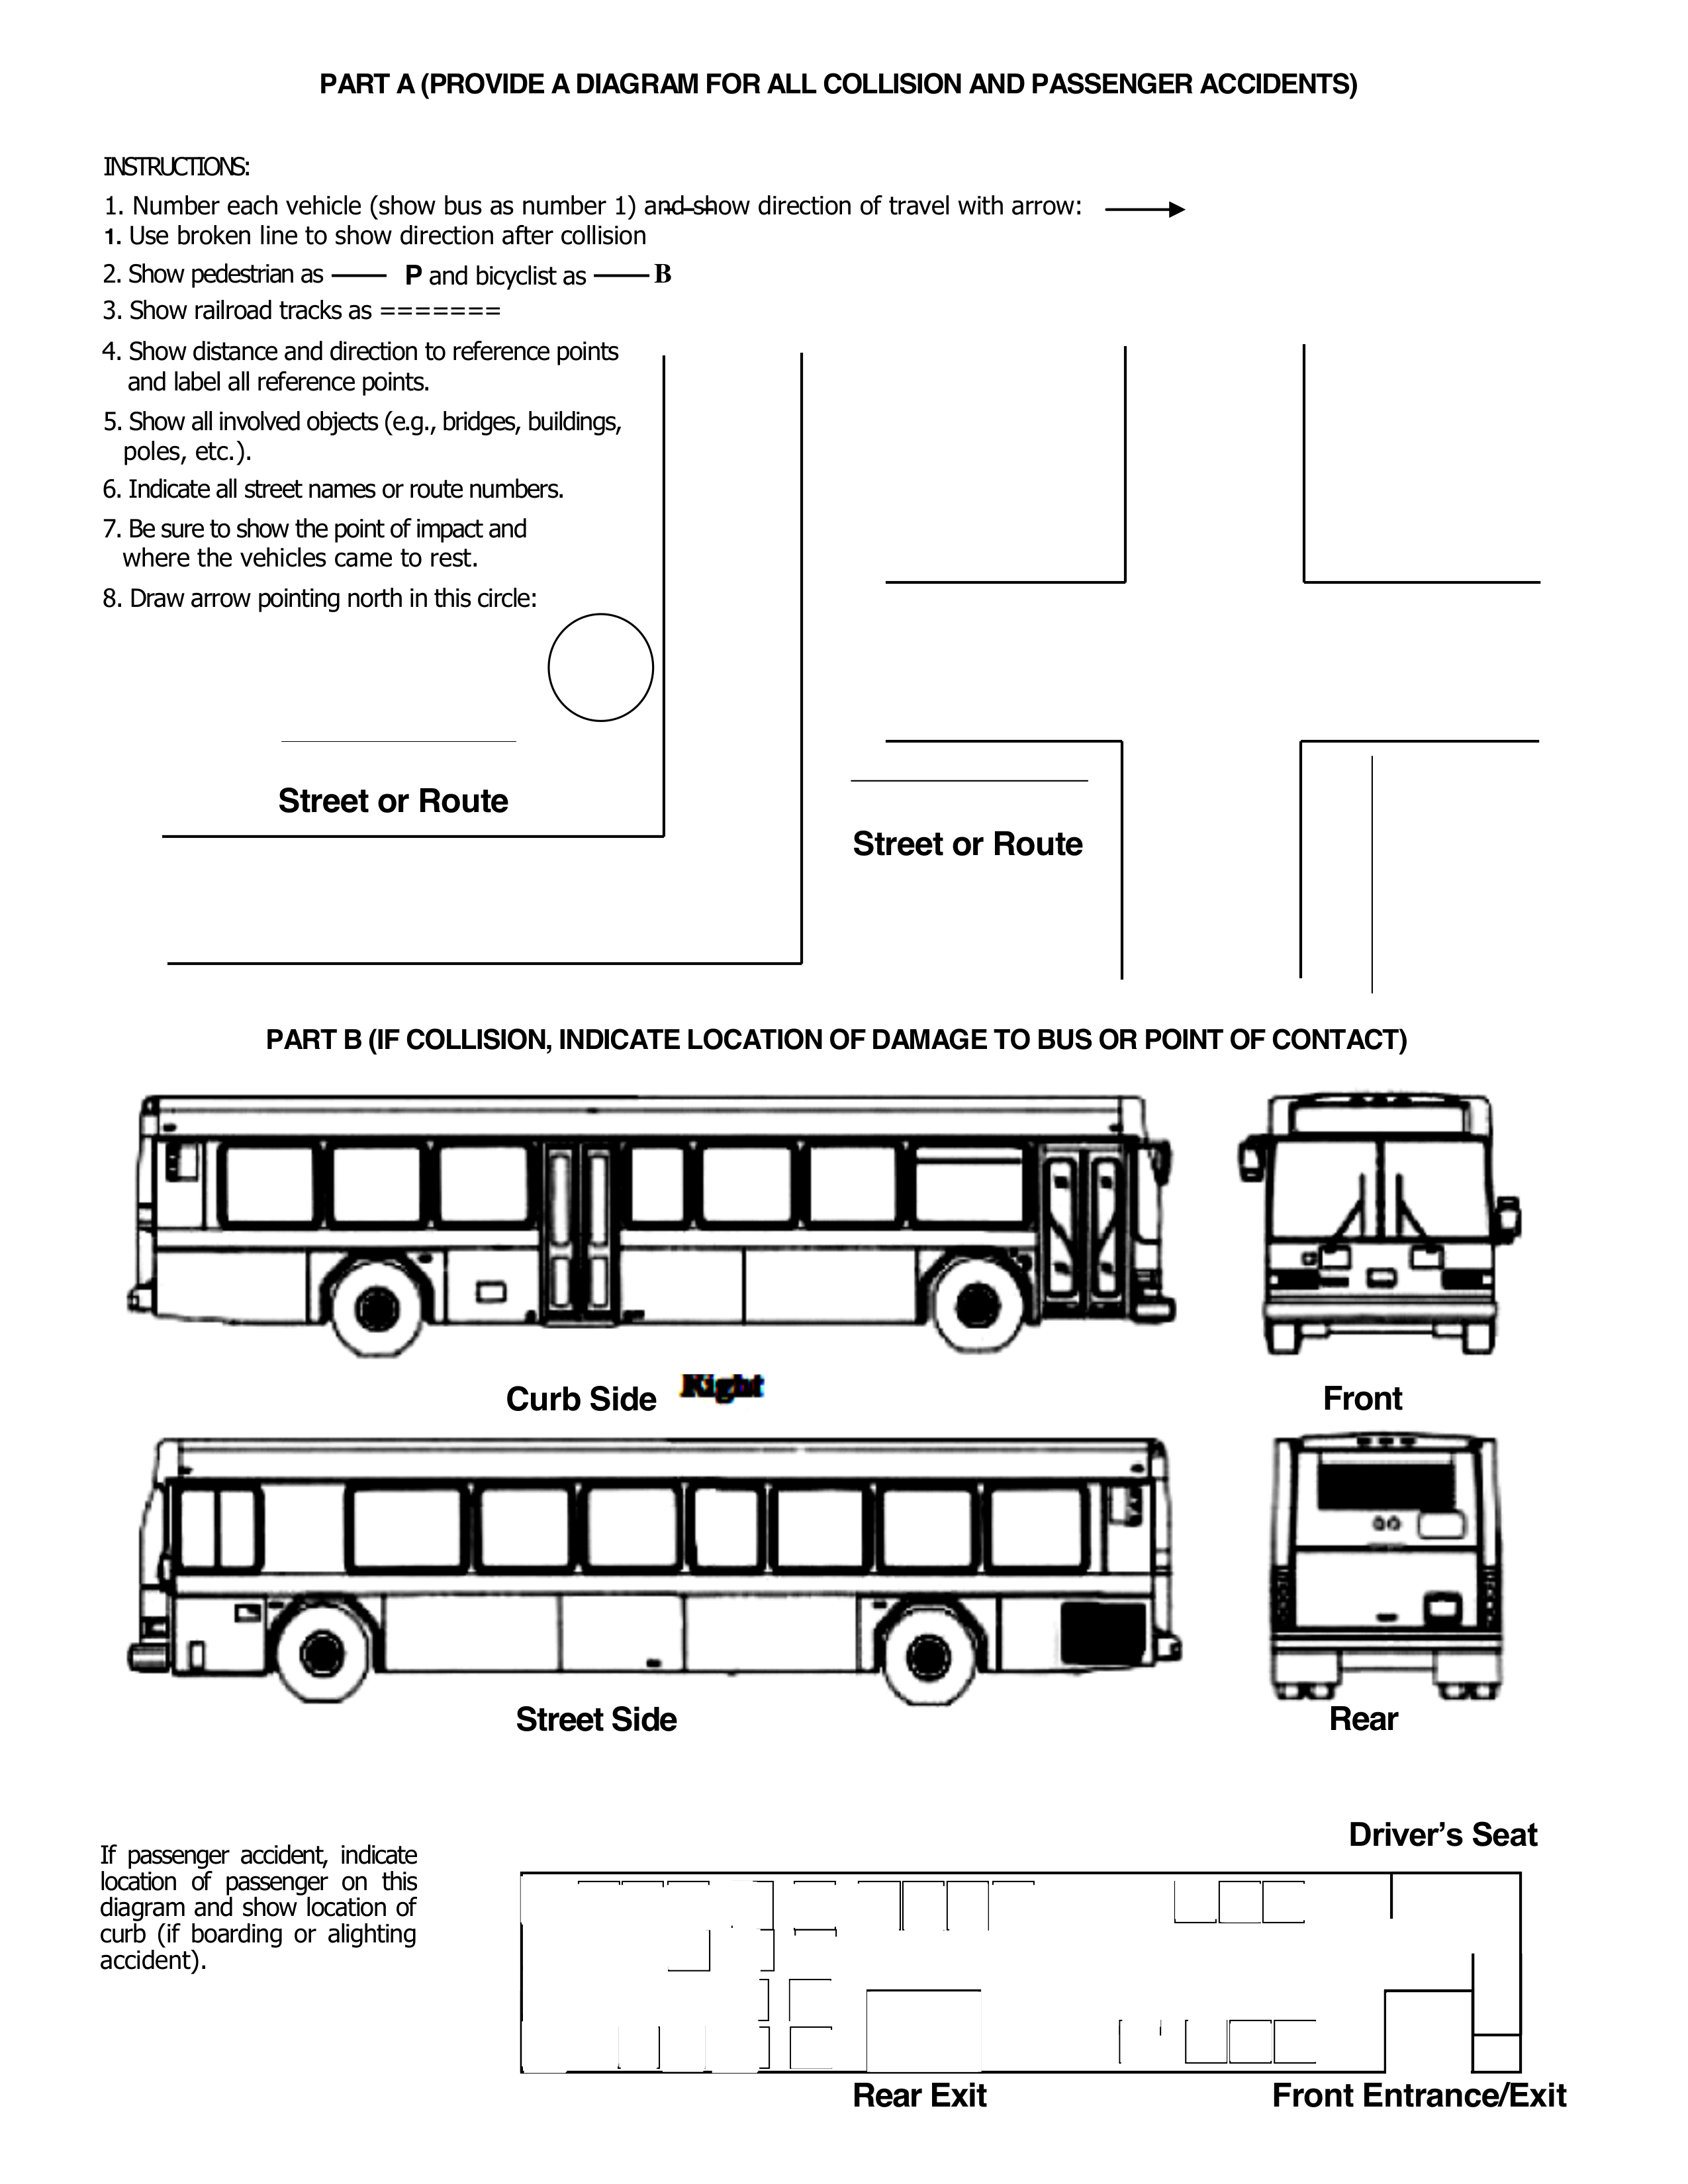 PART A (PROVIDE A DIAGRAM FOR ALL COLLISION AND PASSENGER ACCIDENTS)
INSTRUCTIONS:
1. Number each vehicle (show bus as number 1) and show direction of travel with arrow:
1. Use broken line to show direction after collision
2. Show pedestrian as —— P and bicyclist as —— B
3. Show railroad tracks as =======
4. Show distance and direction to reference points
and label all reference points.
5. Show all involved objects (e.g., bridges, buildings,
poles, etc.).
6. Indicate all street names or route numbers.
7. Be sure to show the point of impact and
where the vehicles came to rest.
8. Draw arrow pointing north in this circle:
Street or Route
Street or Route
PART B (IF COLLISION, INDICATE LOCATION OF DAMAGE TO BUS OR POINT OF CONTACT)
Curb Side Right
Front
Street Side
Rear
Driver’s Seat
If passenger accident, indicate
location of passenger on this
diagram and show location of
curb (if boarding or alighting
accident).
Rear Exit
Front Entrance/Exit